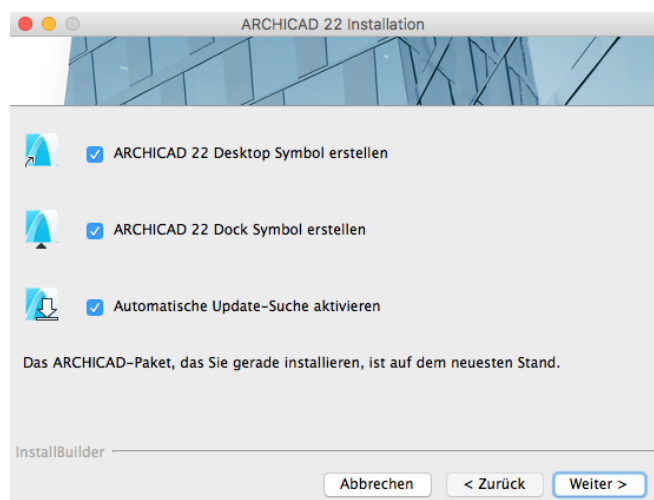 ARCHICAD 22 Installation
ARCHICAD 22 Desktop Symbol erstellen
ARCHICAD 22 Dock Symbol erstellen
Automatische Update-Suche aktivieren
Das ARCHICAD-Paket, das Sie gerade installieren, ist auf dem neuesten Stand.
InstallBuilder
Abbrechen < Zurück Weiter >